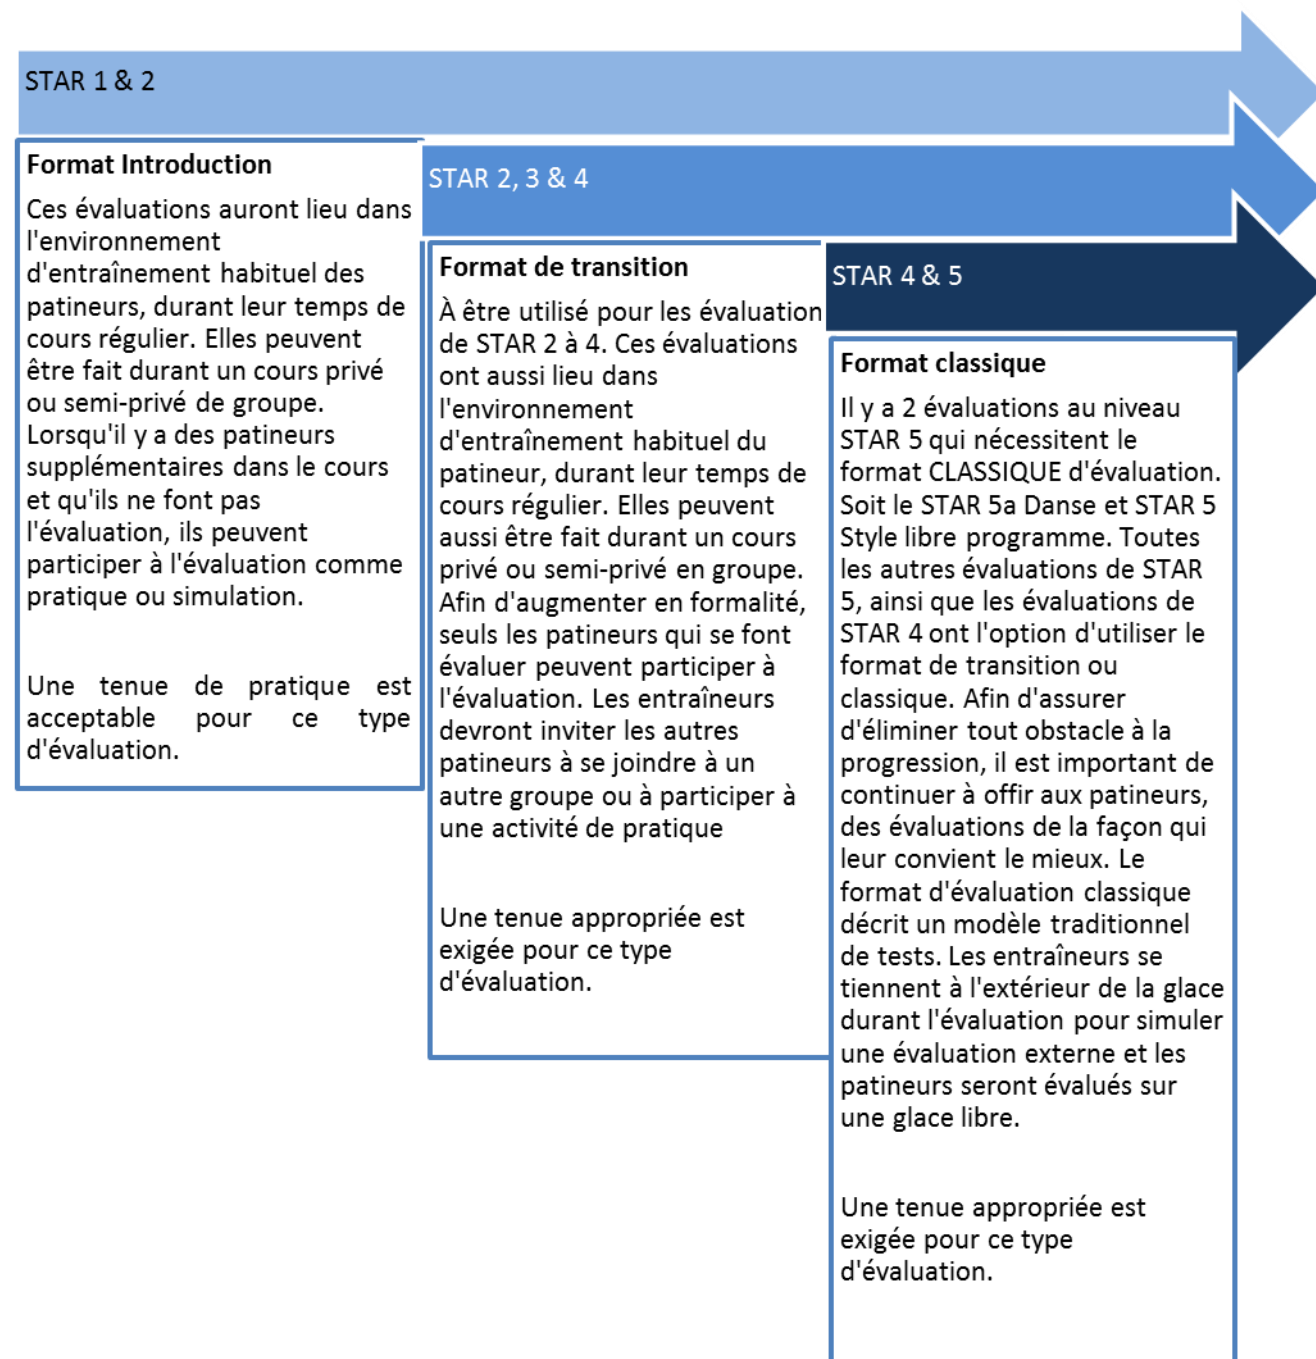 STAR 1 & 2
Format Introduction
Ces évaluations auront lieu dans
l'environnement
d'entraînement habituel des
patineurs, durant leur temps de
cours régulier. Elles peuvent
être fait durant un cours privé
ou semi-privé de groupe.
Lorsqu'il y a des patineurs
supplémentaires dans le cours
et qu'ils ne font pas
l'évaluation, ils peuvent
participer à l'évaluation comme
pratique ou simulation.
Une tenue de pratique est
acceptable pour ce type
d'évaluation.
STAR 2, 3 & 4
Format de transition
À être utilisé pour les évaluation
de STAR 2 à 4. Ces évaluations
ont aussi lieu dans
l'environnement
d'entraînement habituel du
patineur, durant leur temps de
cours régulier. Elles peuvent
aussi être fait durant un cours
privé ou semi-privé en groupe.
Afin d'augmenter en formalité,
seuls les patineurs qui se font
évaluer peuvent participer à
l'évaluation. Les entraîneurs
devront inviter les autres
patineurs à se joindre à un
autre groupe ou à participer à
une activité de pratique
Une tenue appropriée est
exigée pour ce type
d'évaluation.
STAR 4 & 5
Format classique
Il y a 2 évaluations au niveau
STAR 5 qui nécessitent le
format CLASSIQUE d'évaluation.
Soit le STAR 5a Danse et STAR 5
Style libre programme. Toutes
les autres évaluations de STAR
5, ainsi que les évaluations de
STAR 4 ont l'option d'utiliser le
format de transition ou
classique. Afin d'assurer
d'éliminer tout obstacle à la
progression, il est important de
continuer à offir aux patineurs,
des évaluations de la façon qui
leur convient le mieux. Le
format d'évaluation classique
décrit un modèle traditionnel
de tests. Les entraîneurs se
tiennent à l'extérieur de la glace
durant l'évaluation pour simuler
une évaluation externe et les
patineurs seront évalués sur
une glace libre.
Une tenue appropriée est
exigée pour ce type
d'évaluation.